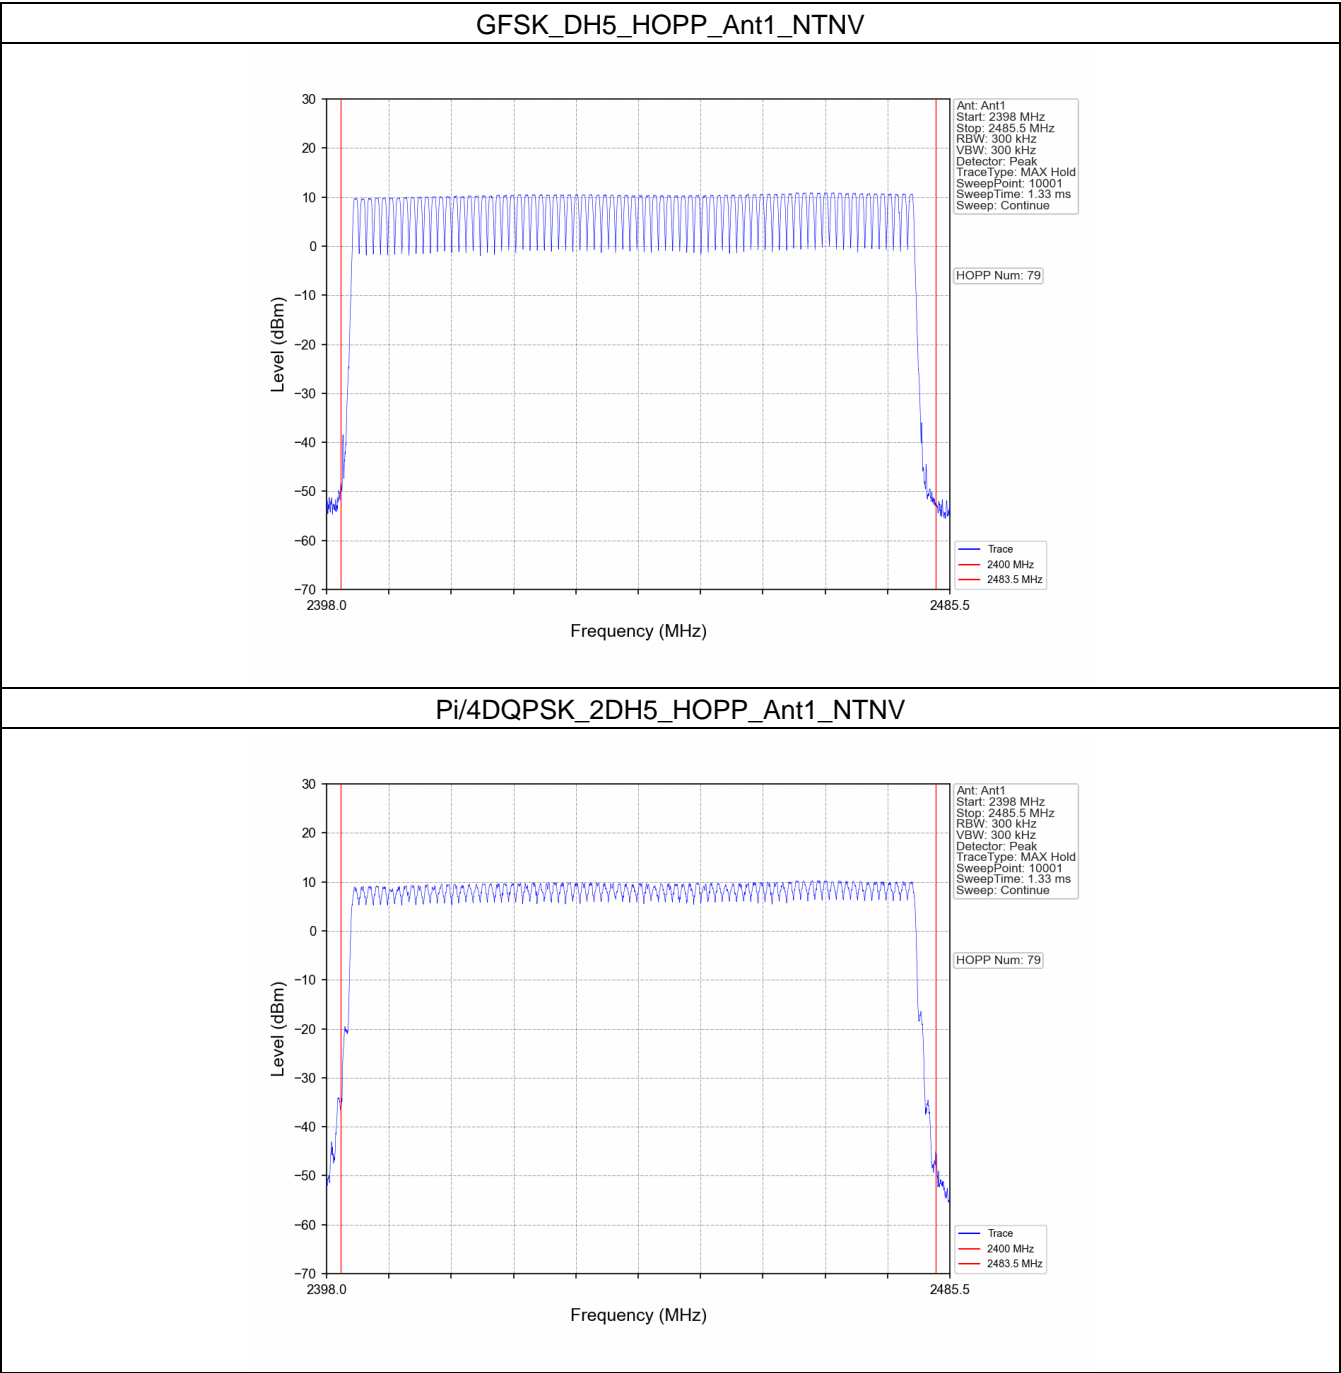 GFSK_DH5_HOPP_Ant1_NTNV
30
20
10
0
−10
−20
−30
−40
−50
−60
−70
Level (dBm)
2398.0
2485.5
Frequency (MHz)
Ant: Ant1
Start: 2398 MHz
Stop: 2485.5 MHz
RBW: 300 kHz
VBW: 300 kHz
Detector: Peak
TraceType: MAX Hold
SweepPoint: 10001
SweepTime: 1.33 ms
Sweep: Continue
HOPP Num: 79
Trace
2400 MHz
2483.5 MHz
Pi/4DQPSK_2DH5_HOPP_Ant1_NTNV
30
20
10
0
−10
−20
−30
−40
−50
−60
−70
Level (dBm)
2398.0
2485.5
Frequency (MHz)
Ant: Ant1
Start: 2398 MHz
Stop: 2485.5 MHz
RBW: 300 kHz
VBW: 300 kHz
Detector: Peak
TraceType: MAX Hold
SweepPoint: 10001
SweepTime: 1.33 ms
Sweep: Continue
HOPP Num: 79
Trace
2400 MHz
2483.5 MHz